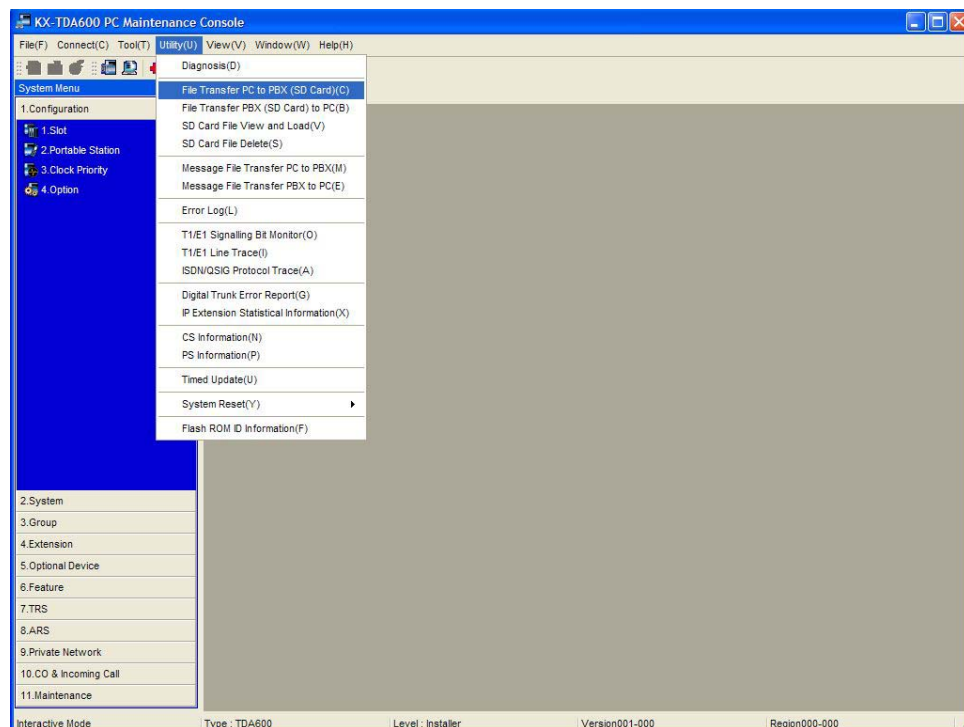 KX-TDA600 PC Maintenance Console
File(F) Connect(C) Tool(T) Utility(U) View(V) Window(W) Help(H)
System Menu
1.Configuration
1.Slot
2.Portable Station
3.Clock Priority
4.Option
Diagnosis(D)
File Transfer PC to PBX (SD Card)(C)
File Transfer PBX (SD Card) to PC(B)
SD Card File View and Load(V)
SD Card File Delete(S)
Message File Transfer PC to PBX(M)
Message File Transfer PBX to PC(E)
Error Log(L)
T1/E1 Signalling Bit Monitor(O)
T1/E1 Line Trace(I)
ISDN/QSIG Protocol Trace(A)
Digital Trunk Error Report(G)
IP Extension Statistical Information(X)
CS Information(N)
PS Information(P)
Timed Update(U)
System Reset(Y)
Flash ROM ID Information(F)
2.System
3.Group
4.Extension
5.Optional Device
6.Feature
7.TRS
8.ARS
9.Private Network
10.CO & Incoming Call
11.Maintenance
Interactive Mode Type : TDA600 Level : Installer Version001-000 Region000-000